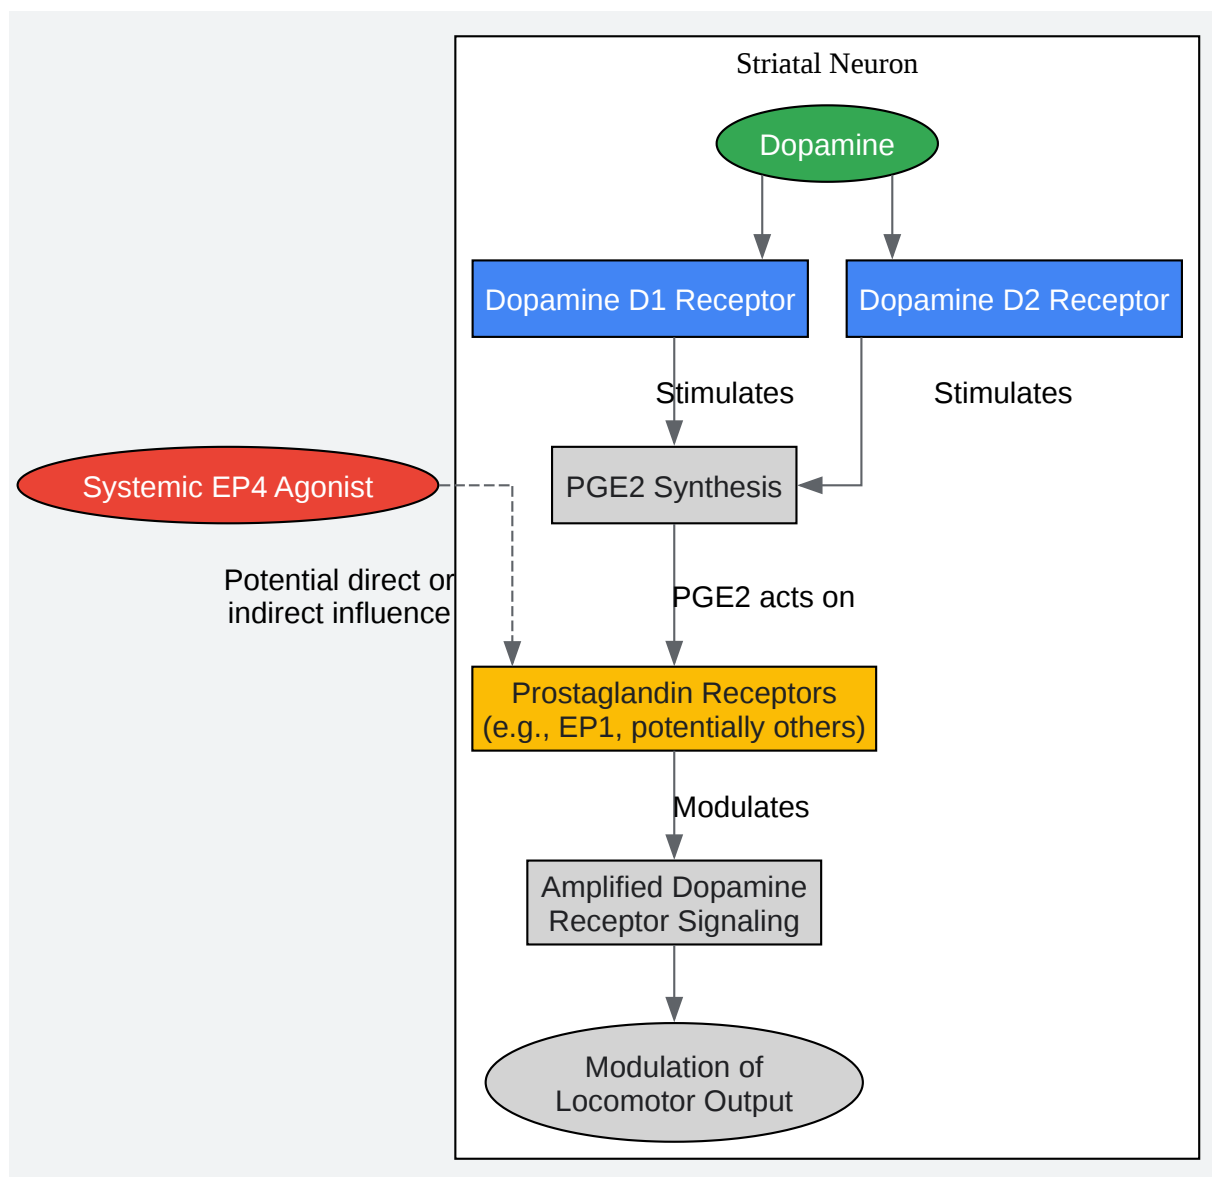 Striatal Neuron
Dopamine
Dopamine D1 Receptor
Dopamine D2 Receptor
Stimulates
Stimulates
Systemic EP4 Agonist
PGE2 Synthesis
Potential direct or
indirect influence
PGE2 acts on
Prostaglandin Receptors
(e.g., EP1, potentially others)
Modulates
Amplified Dopamine
Receptor Signaling
Modulation of
Locomotor Output